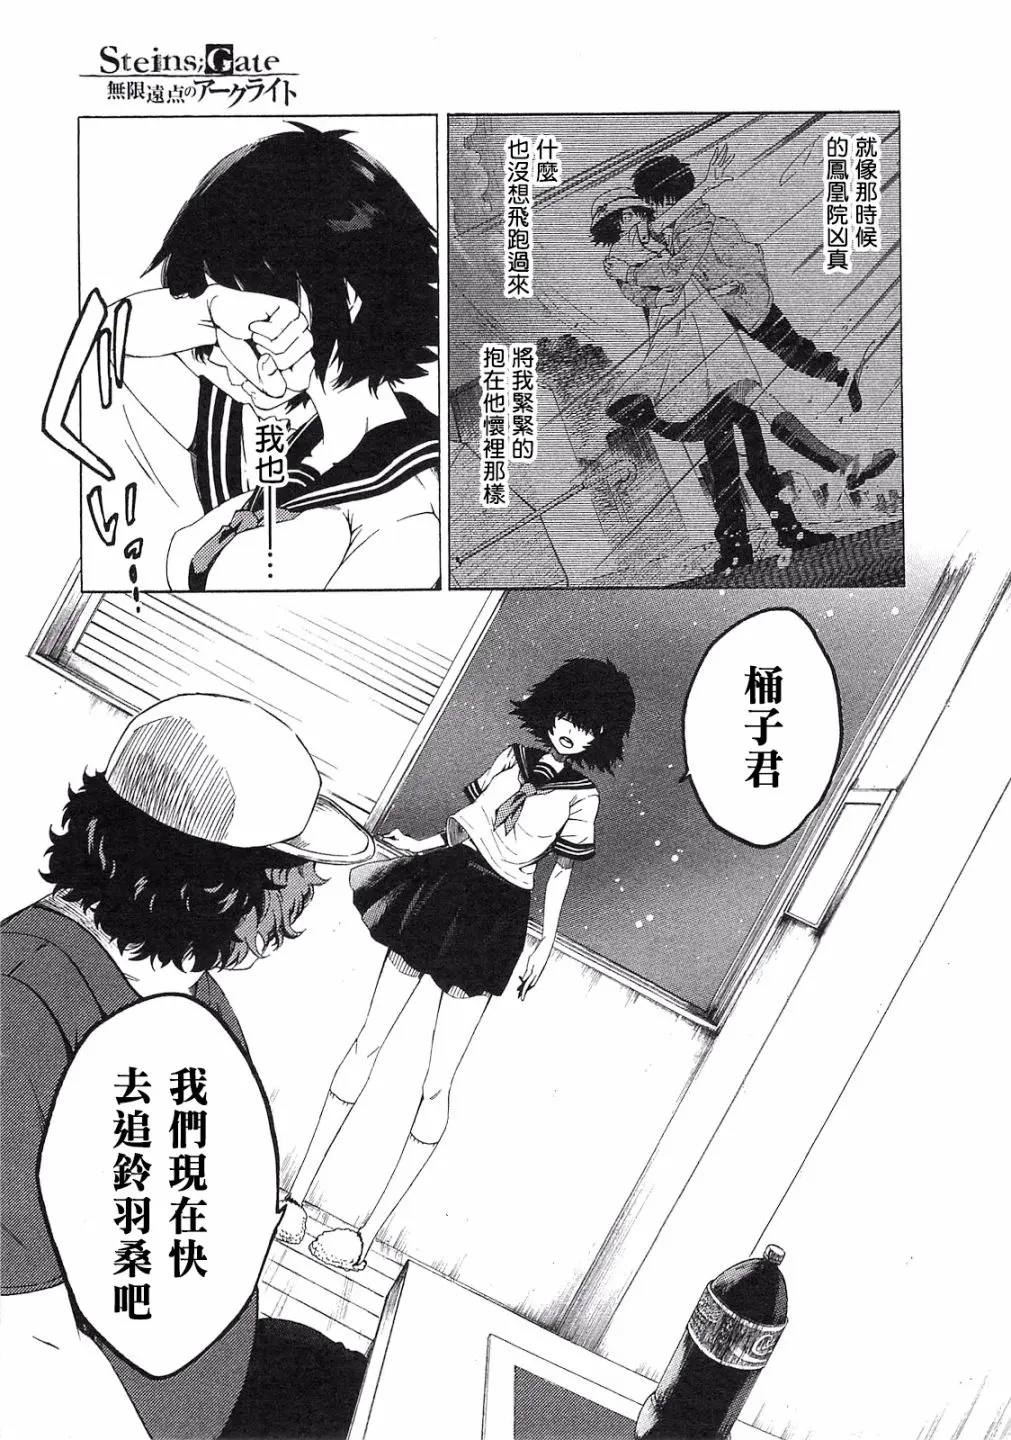 Steins;Gate
無限遠点のアークライト
就像那時候
的鳳凰院凶真
什麼
也沒想飛跑過來
將我緊緊的
抱在他懷裡那樣
我也……
桶子君
我們現在快
去追鈴羽桑吧